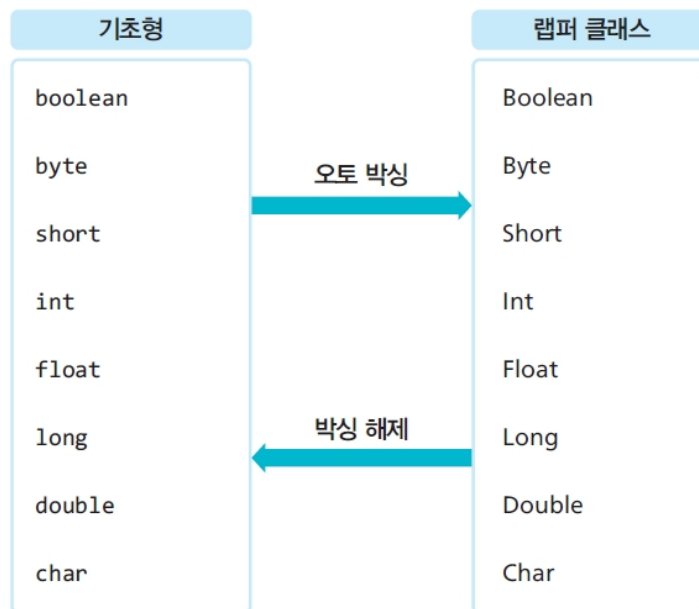 기초형
랩퍼 클래스
boolean
Boolean
byte
오토 박싱
Byte
short
Short
int
Int
float
Float
long
박싱 해제
Long
double
Double
char
Char